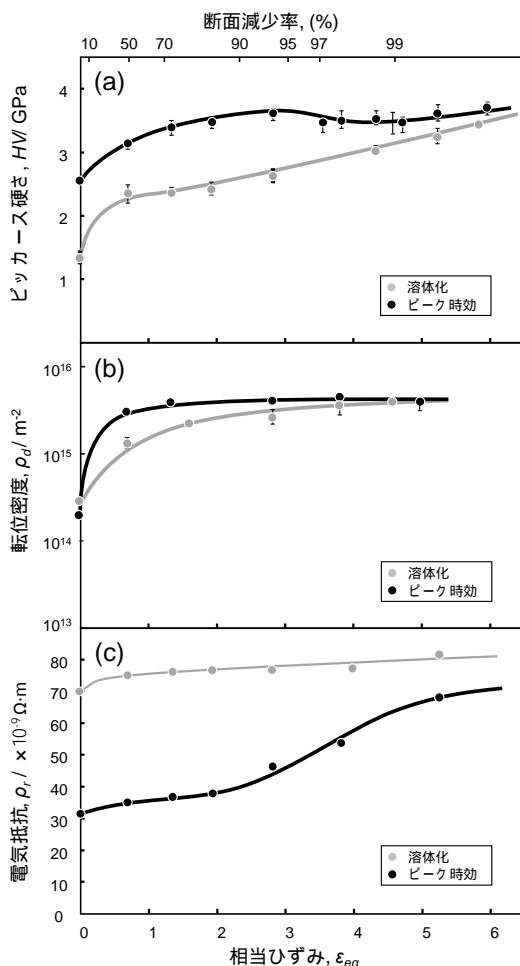 断面減少率, (%)
10 50 70 90 95 97 99
(a)
4
3
2
1
ビッカース硬さ, HV/ GPa
溶体化
ピーク時効
(b)
10¹⁶
10¹⁵
10¹⁴
10¹³
転位密度, ρd / m⁻²
溶体化
ピーク時効
(c)
80
70
60
50
40
30
20
10
0
電気抵抗, ρr / ×10⁻⁹ Ω·m
溶体化
ピーク時効
0 1 2 3 4 5 6
相当ひずみ, εeq